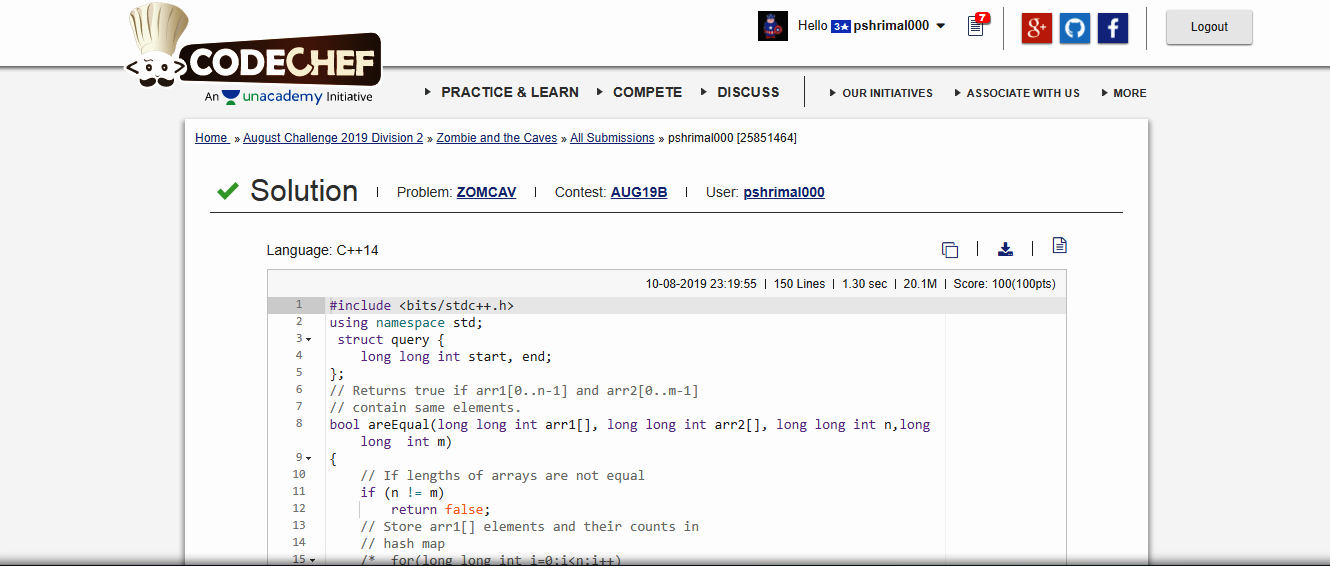 Hello 3★ pshrimal000
7
g+
f
Logout
CODECHEF
An unacademy Initiative
PRACTICE & LEARN
COMPETE
DISCUSS
OUR INITIATIVES
ASSOCIATE WITH US
MORE
Home » August Challenge 2019 Division 2 » Zombie and the Caves » All Submissions » pshrimal000 [25851464]
Solution | Problem: ZOMCAV | Contest: AUG19B | User: pshrimal000
Language: C++14
10-08-2019 23:19:55 | 150 Lines | 1.30 sec | 20.1M | Score: 100(100pts)
1 #include <bits/stdc++.h>
2 using namespace std;
3 struct query {
4 long long int start, end;
5 };
6 // Returns true if arr1[0..n-1] and arr2[0..m-1]
7 // contain same elements.
8 bool areEqual(long long int arr1[], long long int arr2[], long long int n,long
long  int m)
9 {
10 // If lengths of arrays are not equal
11 if (n != m)
12 return false;
13 // Store arr1[] elements and their counts in
14 // hash map
15 /*  for(long long int i=0;i<n;i++)